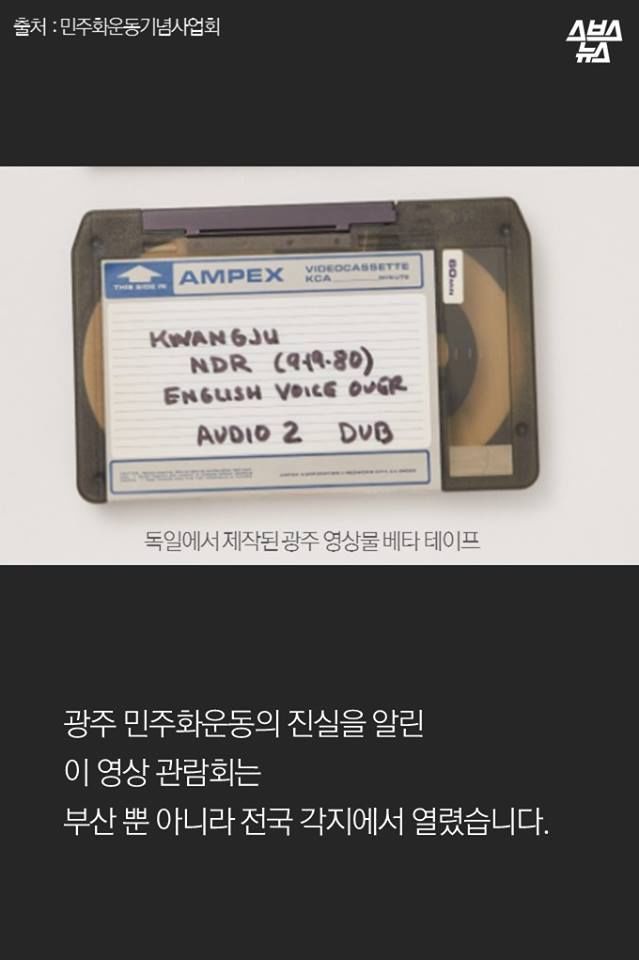 출처 : 민주화운동기념사업회
스브스
뉴스
THIS SIDE IN
AMPEX
VIDEOCASSETTE
KCA MINUTE
60 MIN
KWANGJU
NDR (9-19-80)
ENGLISH VOICE OVER
AUDIO 2 DUB
독일에서 제작된 광주 영상물 베타 테이프
광주 민주화운동의 진실을 알린
이 영상 관람회는
부산 뿐 아니라 전국 각지에서 열렸습니다.